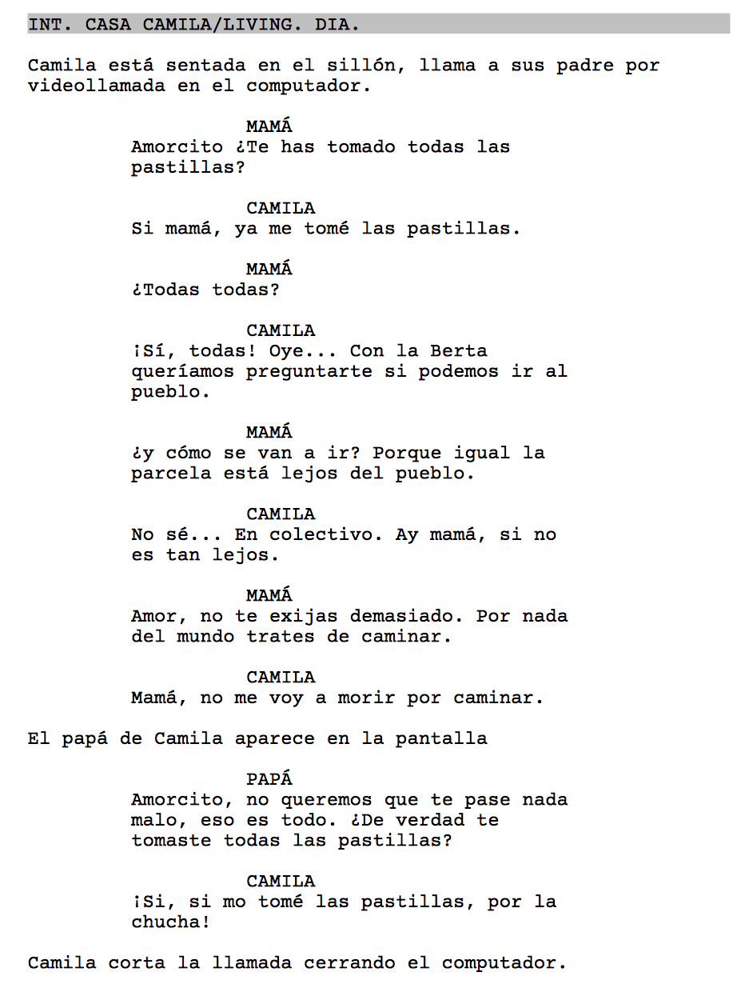 INT. CASA CAMILA/LIVING. DIA.
Camila está sentada en el sillón, llama a sus padre por
videollamada en el computador.
MAMÁ
Amorcito ¿Te has tomado todas las
pastillas?
CAMILA
Si mamá, ya me tomé las pastillas.
MAMÁ
¿Todas todas?
CAMILA
¡Sí, todas! Oye... Con la Berta
queríamos preguntarte si podemos ir al
pueblo.
MAMÁ
¿y cómo se van a ir? Porque igual la
parcela está lejos del pueblo.
CAMILA
No sé... En colectivo. Ay mamá, si no
es tan lejos.
MAMÁ
Amor, no te exijas demasiado. Por nada
del mundo trates de caminar.
CAMILA
Mamá, no me voy a morir por caminar.
El papá de Camila aparece en la pantalla
PAPÁ
Amorcito, no queremos que te pase nada
malo, eso es todo. ¿De verdad te
tomaste todas las pastillas?
CAMILA
¡Si, si mo tomé las pastillas, por la
chucha!
Camila corta la llamada cerrando el computador.